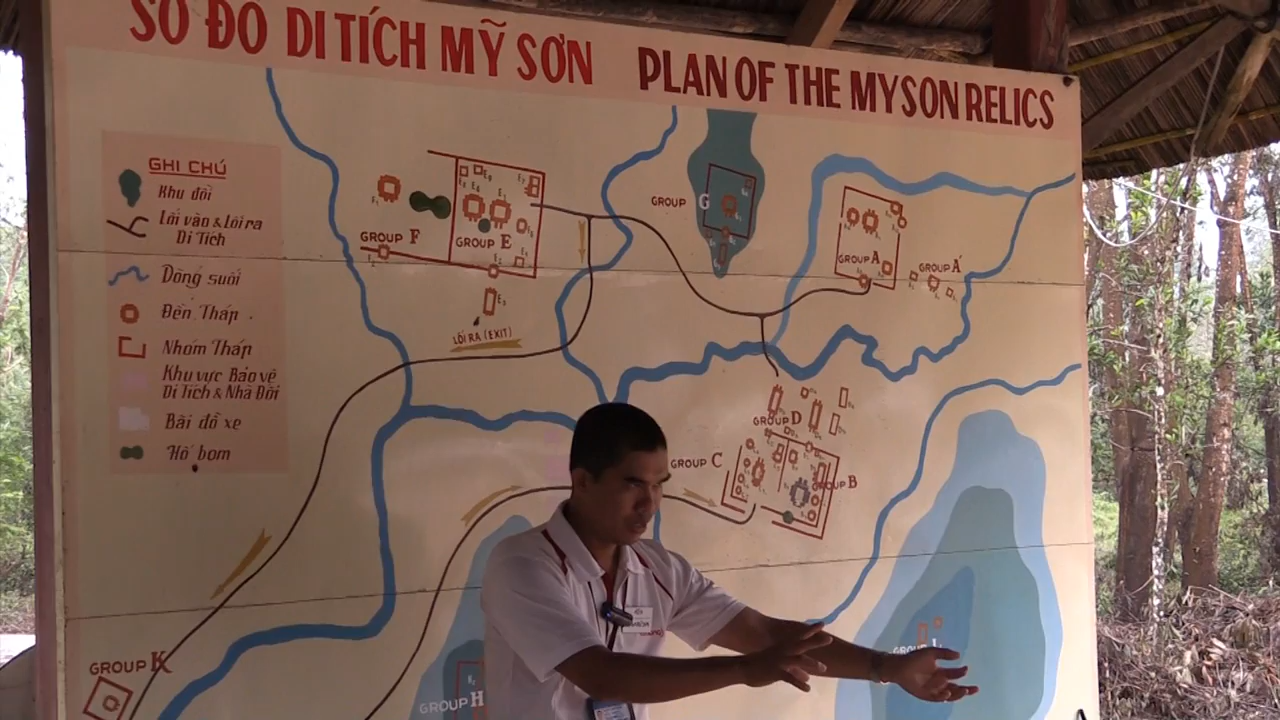 SƠ ĐỒ DI TÍCH MỸ SƠN
PLAN OF THE MYSON RELICS
GHI CHÚ
Khu đồi
Lối vào & Lối ra
Di Tích
Dòng suối
Đền Tháp
Nhóm Tháp
Khu vực Bảo vệ
Di Tích & Nhà Đợi
Bãi đỗ xe
Hố bom
GROUP F
GROUP E
GROUP G
GROUP A
GROUP A'
LỐI RA (EXIT)
GROUP D
GROUP C
GROUP B
GROUP K
GROUP H